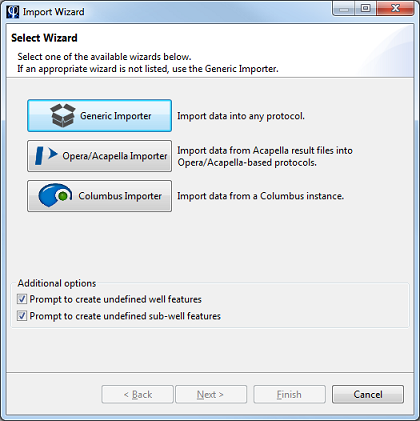 Import Wizard
Select Wizard
Select one of the available wizards below.
If an appropriate wizard is not listed, use the Generic Importer.
Generic Importer
Import data into any protocol.
Opera/Acapella Importer
Import data from Acapella result files into
Opera/Acapella-based protocols.
Columbus Importer
Import data from a Columbus instance.
Additional options
Prompt to create undefined well features
Prompt to create undefined sub-well features
< Back
Next >
Finish
Cancel